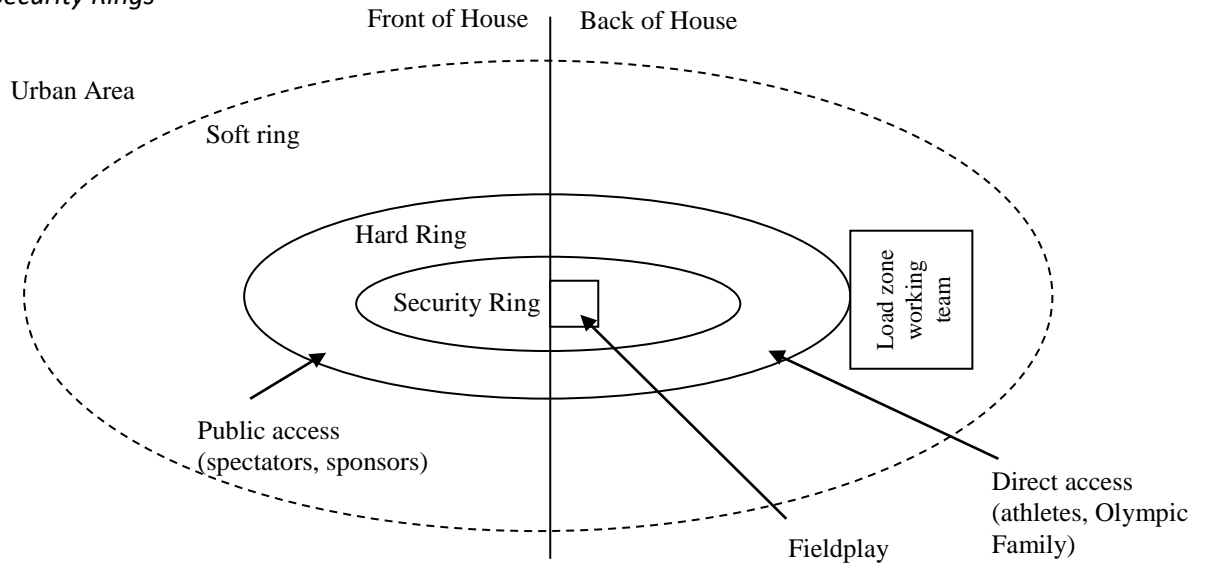 Security Rings
Front of House
Back of House
Urban Area
Soft ring
Hard Ring
Security Ring
Load zone
working
team
Public access
(spectators, sponsors)
Direct access
(athletes, Olympic
Family)
Fieldplay